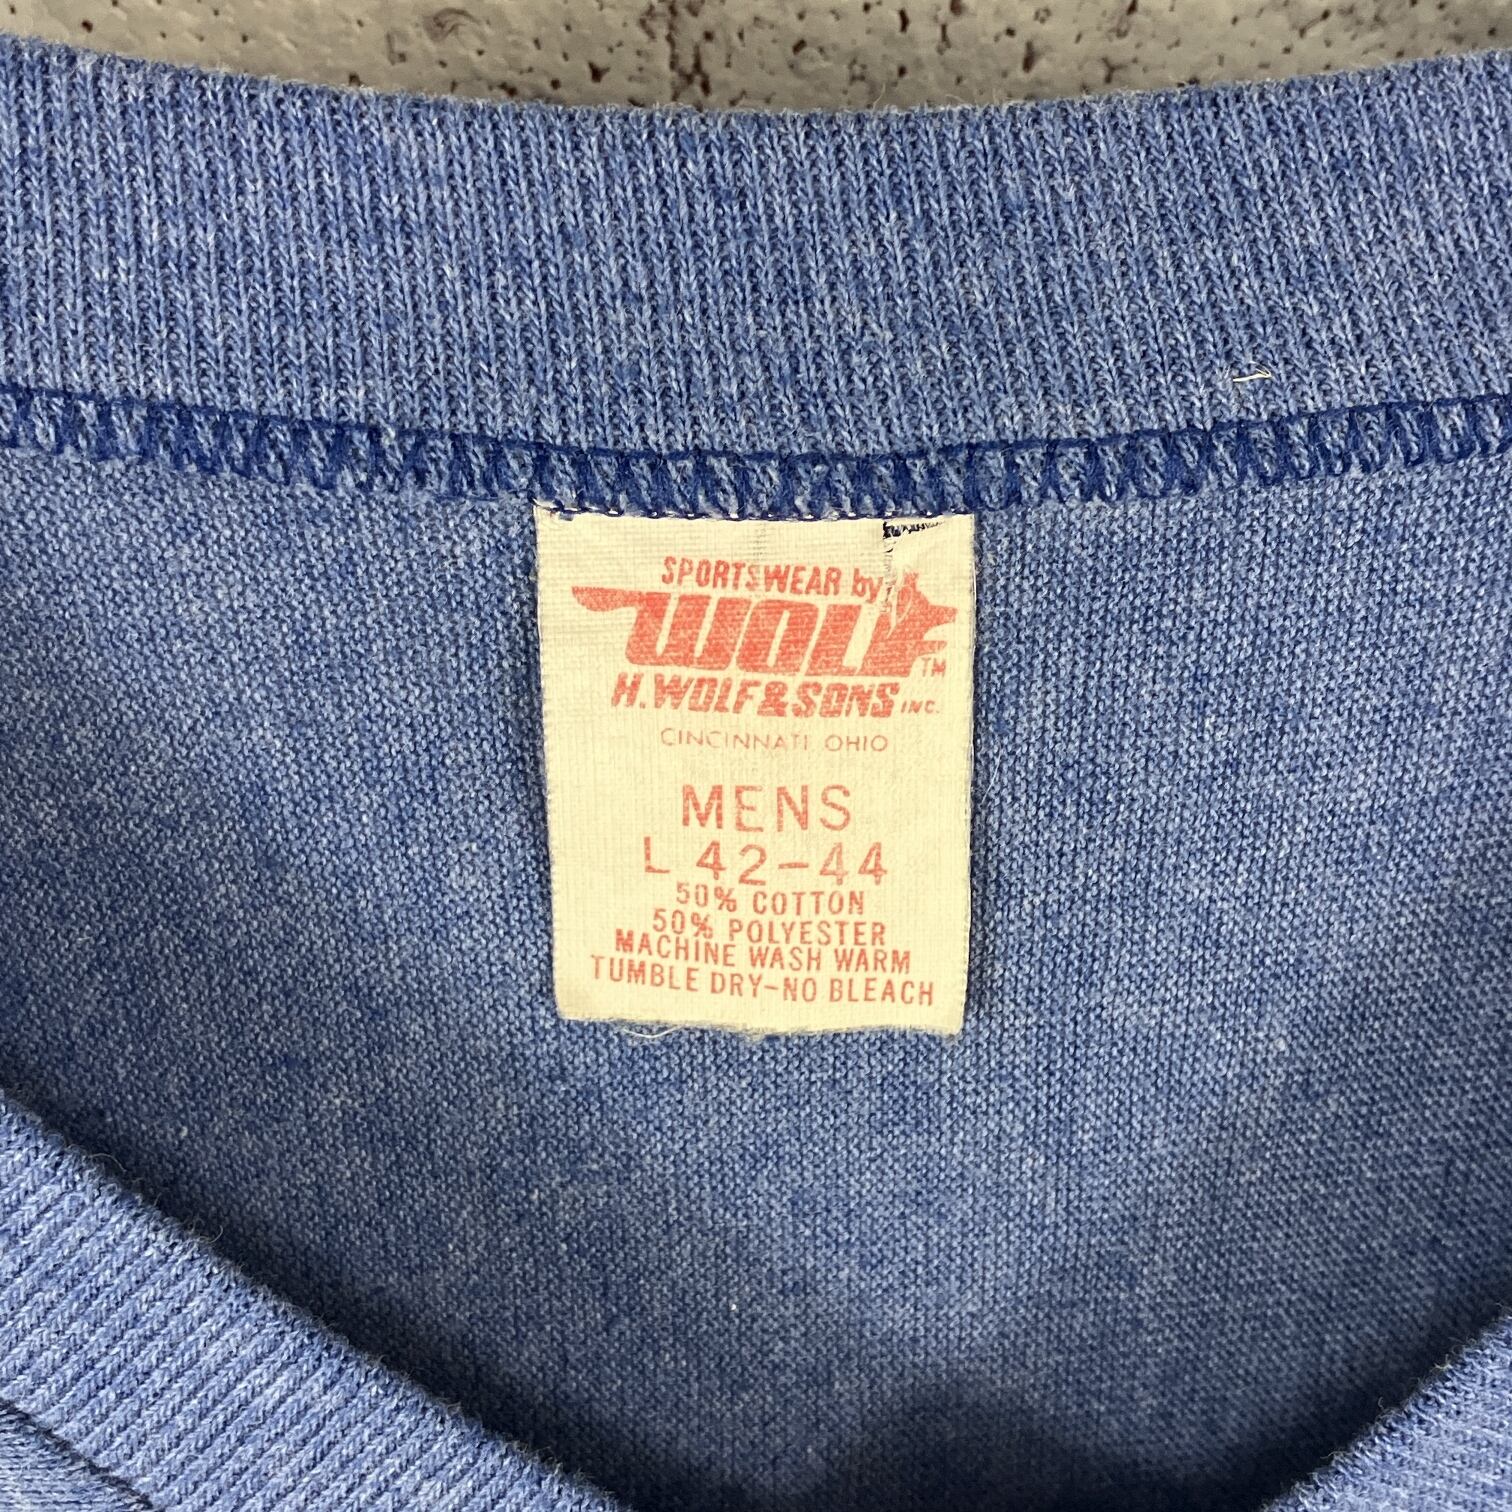 SPORTSWEAR by
WOLF TM
H. WOLF & SONS INC.
CINCINNATI OHIO
MENS
L 42-44
50% COTTON
50% POLYESTER
MACHINE WASH WARM
TUMBLE DRY-NO BLEACH